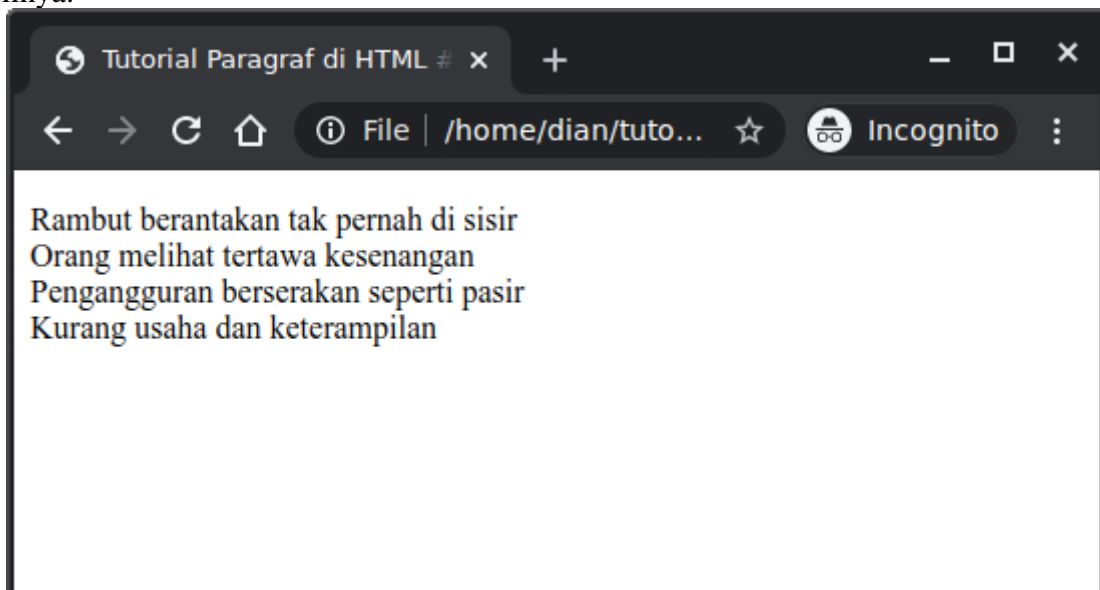 Tutorial Paragraf di HTML #
File | /home/dian/tuto...
Incognito
Rambut berantakan tak pernah di sisir
Orang melihat tertawa kesenangan
Pengangguran berserakan seperti pasir
Kurang usaha dan keterampilan